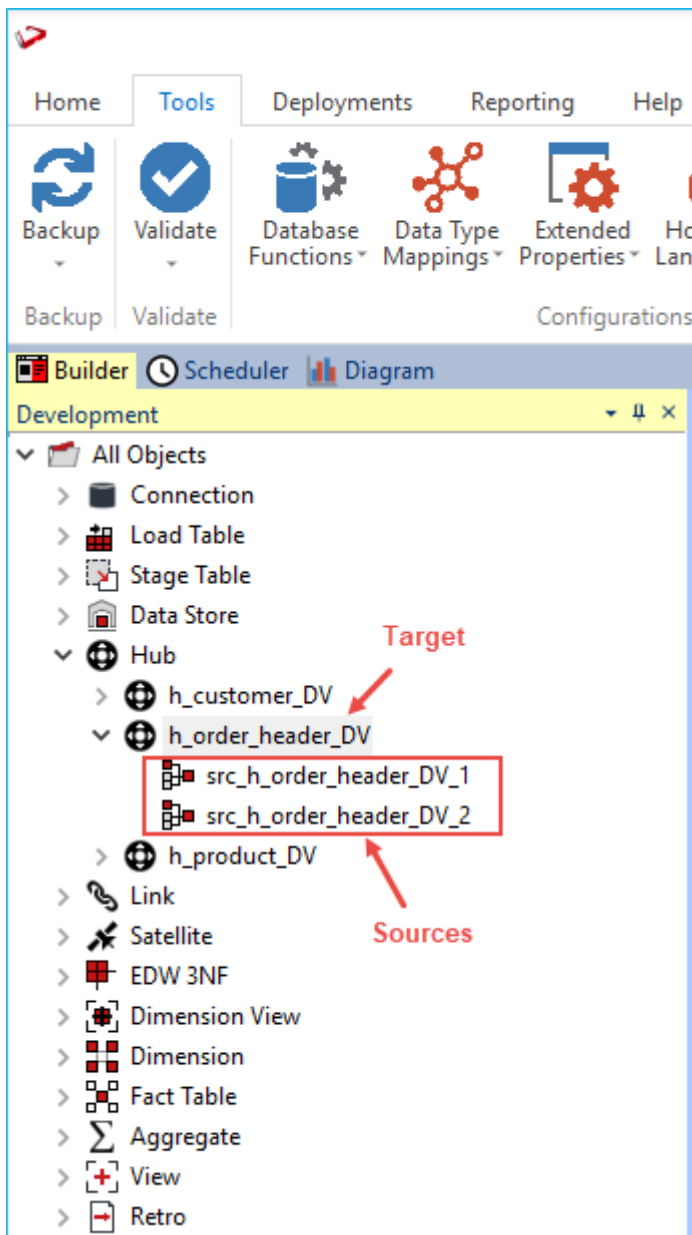 Home Tools Deployments Reporting Help
Backup Validate Database Functions Data Type Mappings Extended Properties
Backup Validate Configurations
Builder Scheduler Diagram
Development
All Objects
Connection
Load Table
Stage Table
Data Store
Target
Hub
h_customer_DV
h_order_header_DV
src_h_order_header_DV_1
src_h_order_header_DV_2
h_product_DV
Link
Sources
Satellite
EDW 3NF
Dimension View
Dimension
Fact Table
Aggregate
View
Retro